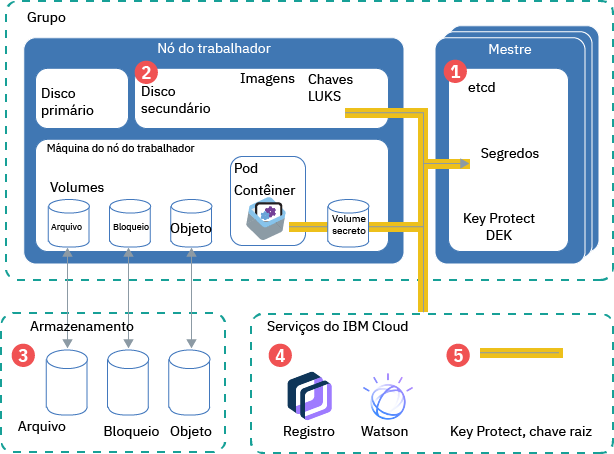 Grupo
Nó do trabalhador
Mestre
2
1
Disco
primário
Disco
secundário
Imagens
Chaves
LUKS
etcd
Segredos
Key Protect
DEK
Máquina do nó do trabalhador
Volumes
Arquivo
Bloqueio
Objeto
Pod
Contêiner
Volume
secreto
Armazenamento
3
Arquivo
Bloqueio
Objeto
Serviços do IBM Cloud
4
5
Registro
Watson
Key Protect, chave raiz